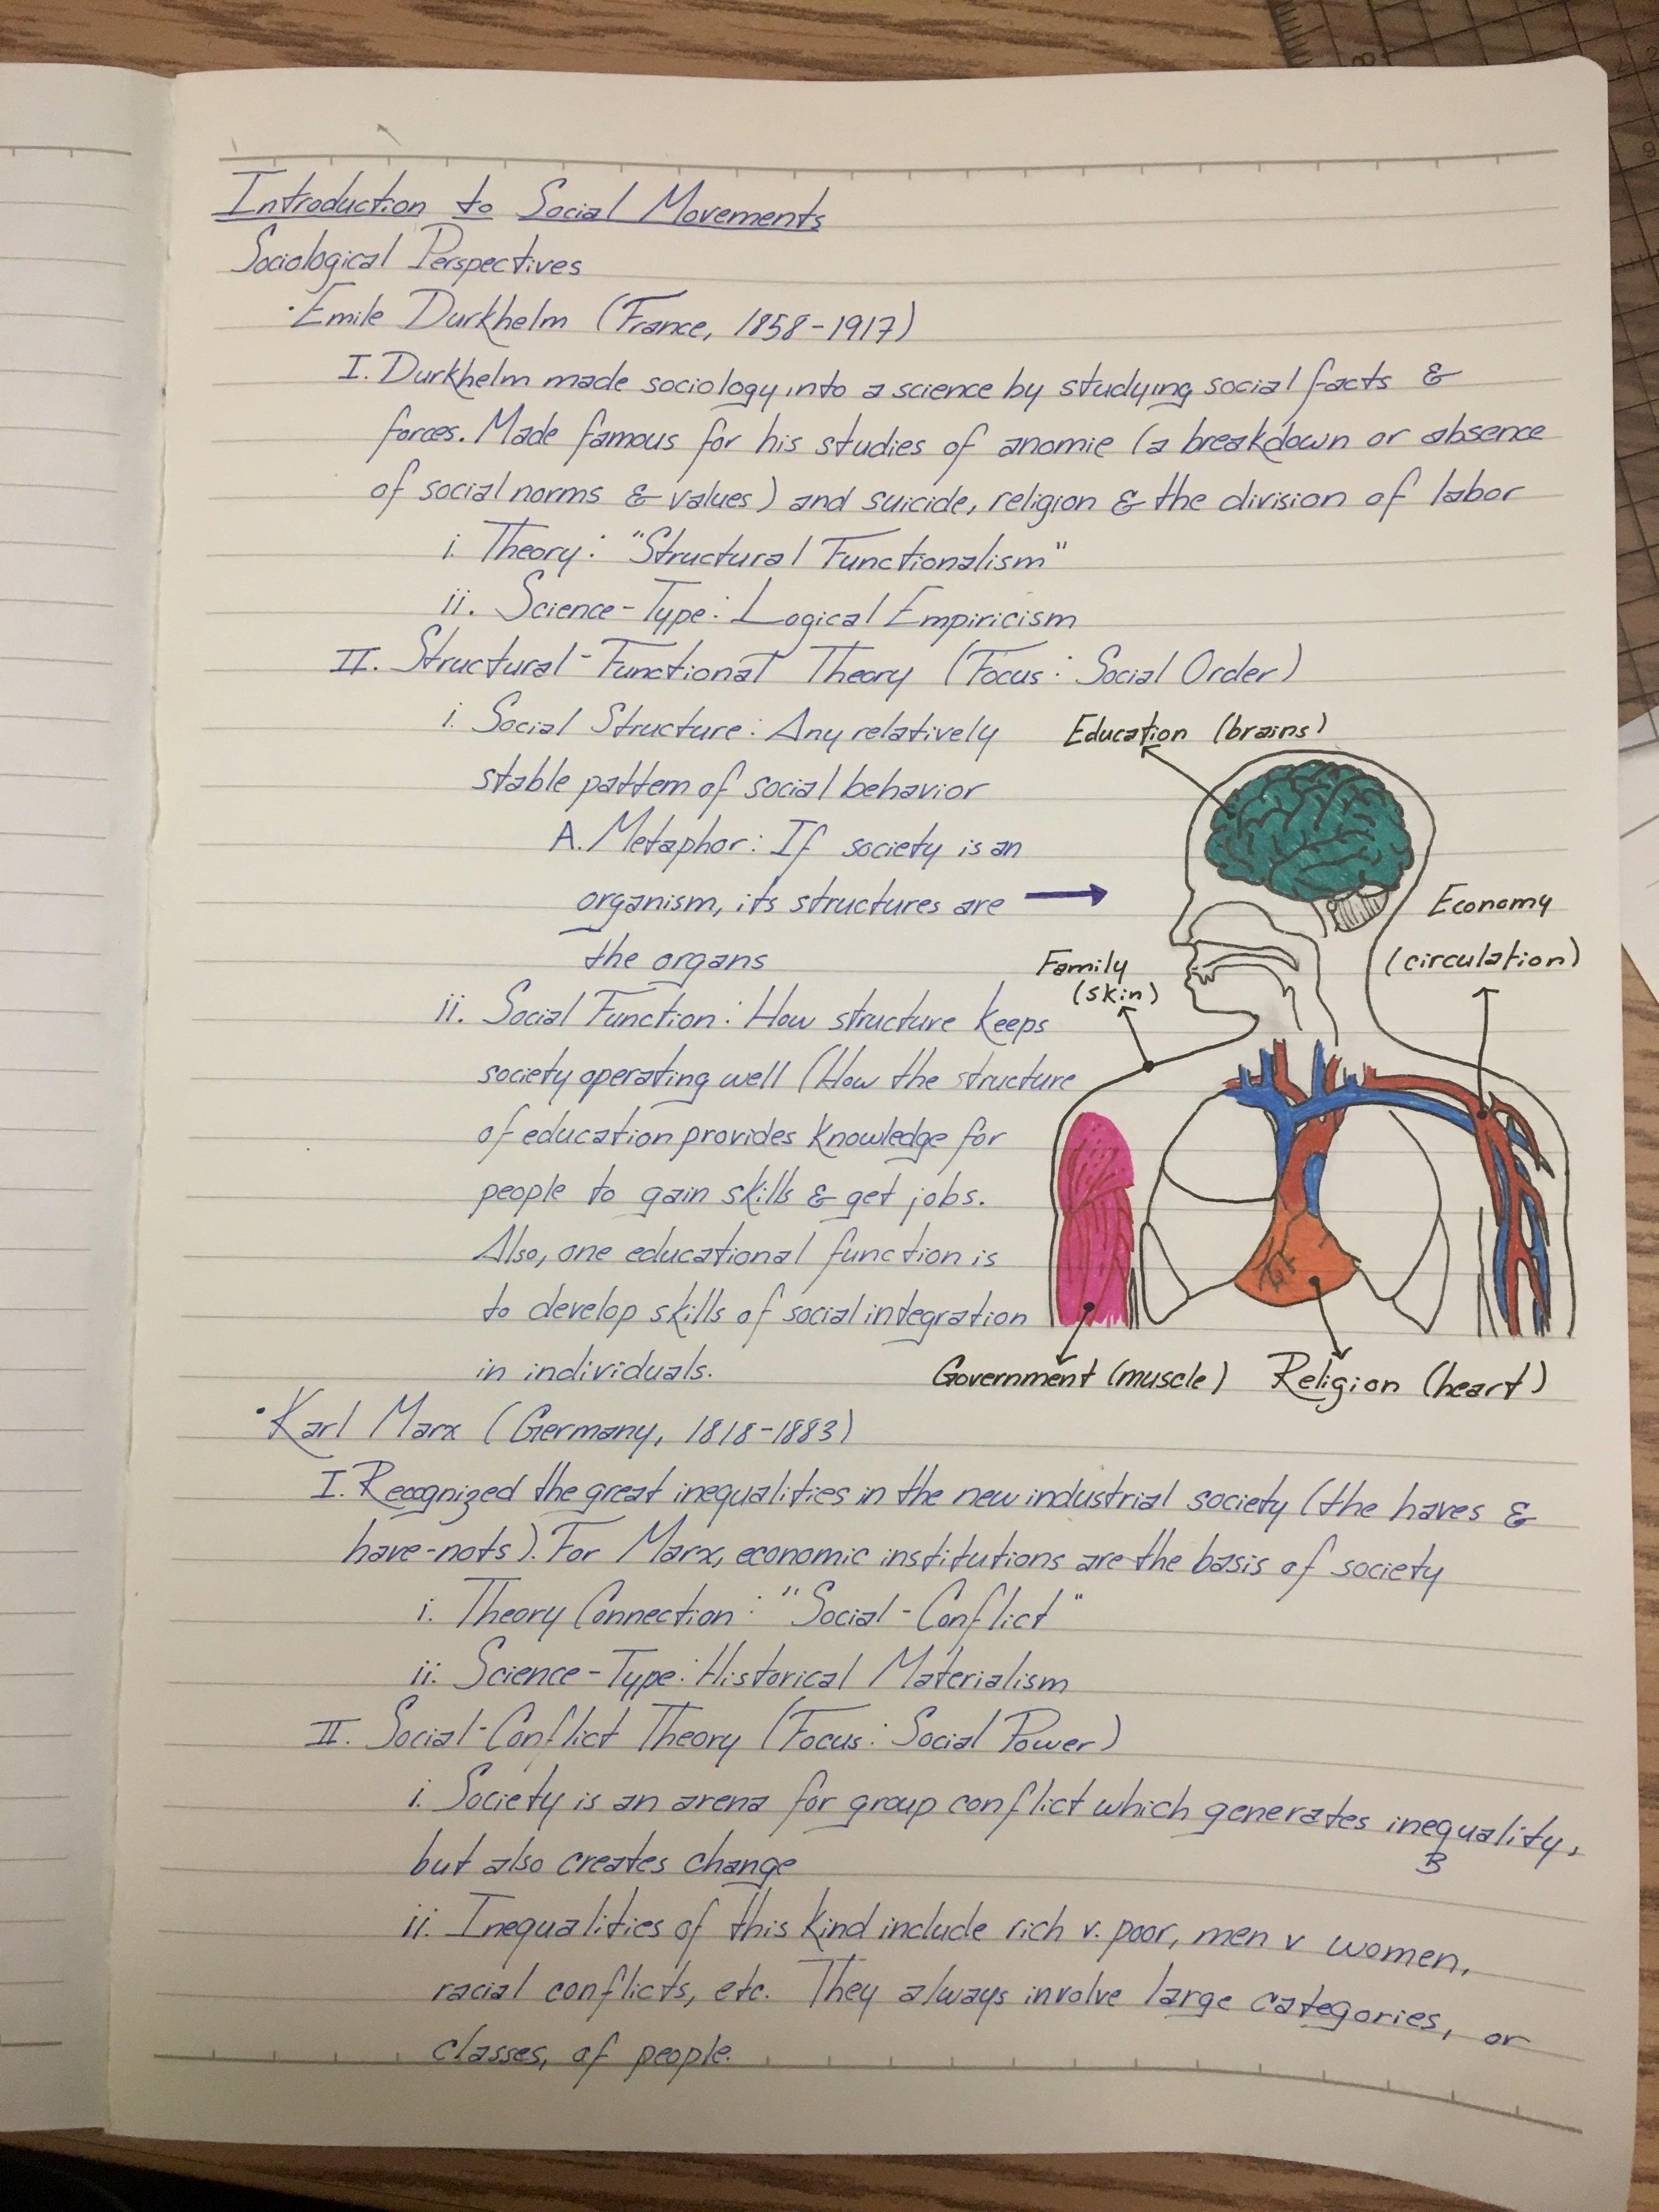 Introduction to Social Movements
Sociological Perspectives
·Emile Durkhelm (France, 1858-1917)
I. Durkhelm made sociology into a science by studying social facts &
forces. Made famous for his studies of anomie (a breakdown or absence
of social norms & values) and suicide, religion & the division of labor
i. Theory: "Structural Functionalism"
ii. Science-Type: Logical Empiricism
II. Structural-Functional Theory (Focus: Social Order)
i. Social Structure: Any relatively
stable pattern of social behavior
A. Metaphor: If society is an
organism, its structures are →
the organs
Education (brains)
Economy
(circulation)
Family
(skin)
Government (muscle)
Religion (heart)
ii. Social Function: How structure keeps
society operating well (How the structure
of education provides knowledge for
people to gain skills & get jobs.
Also, one educational function is
to develop skills of social integration
in individuals.
·Karl Marx (Germany, 1818-1883)
I. Recognized the great inequalities in the new industrial society (the haves &
have-nots). For Marx, economic institutions are the basis of society
i. Theory Connection: "Social-Conflict"
ii. Science-Type: Historical Materialism
II. Social-Conflict Theory (Focus: Social Power)
i. Society is an arena for group conflict which generates inequality,
B
but also creates change
ii. Inequalities of this kind include rich v. poor, men v women,
racial conflicts, etc. They always involve large categories, or
classes, of people.